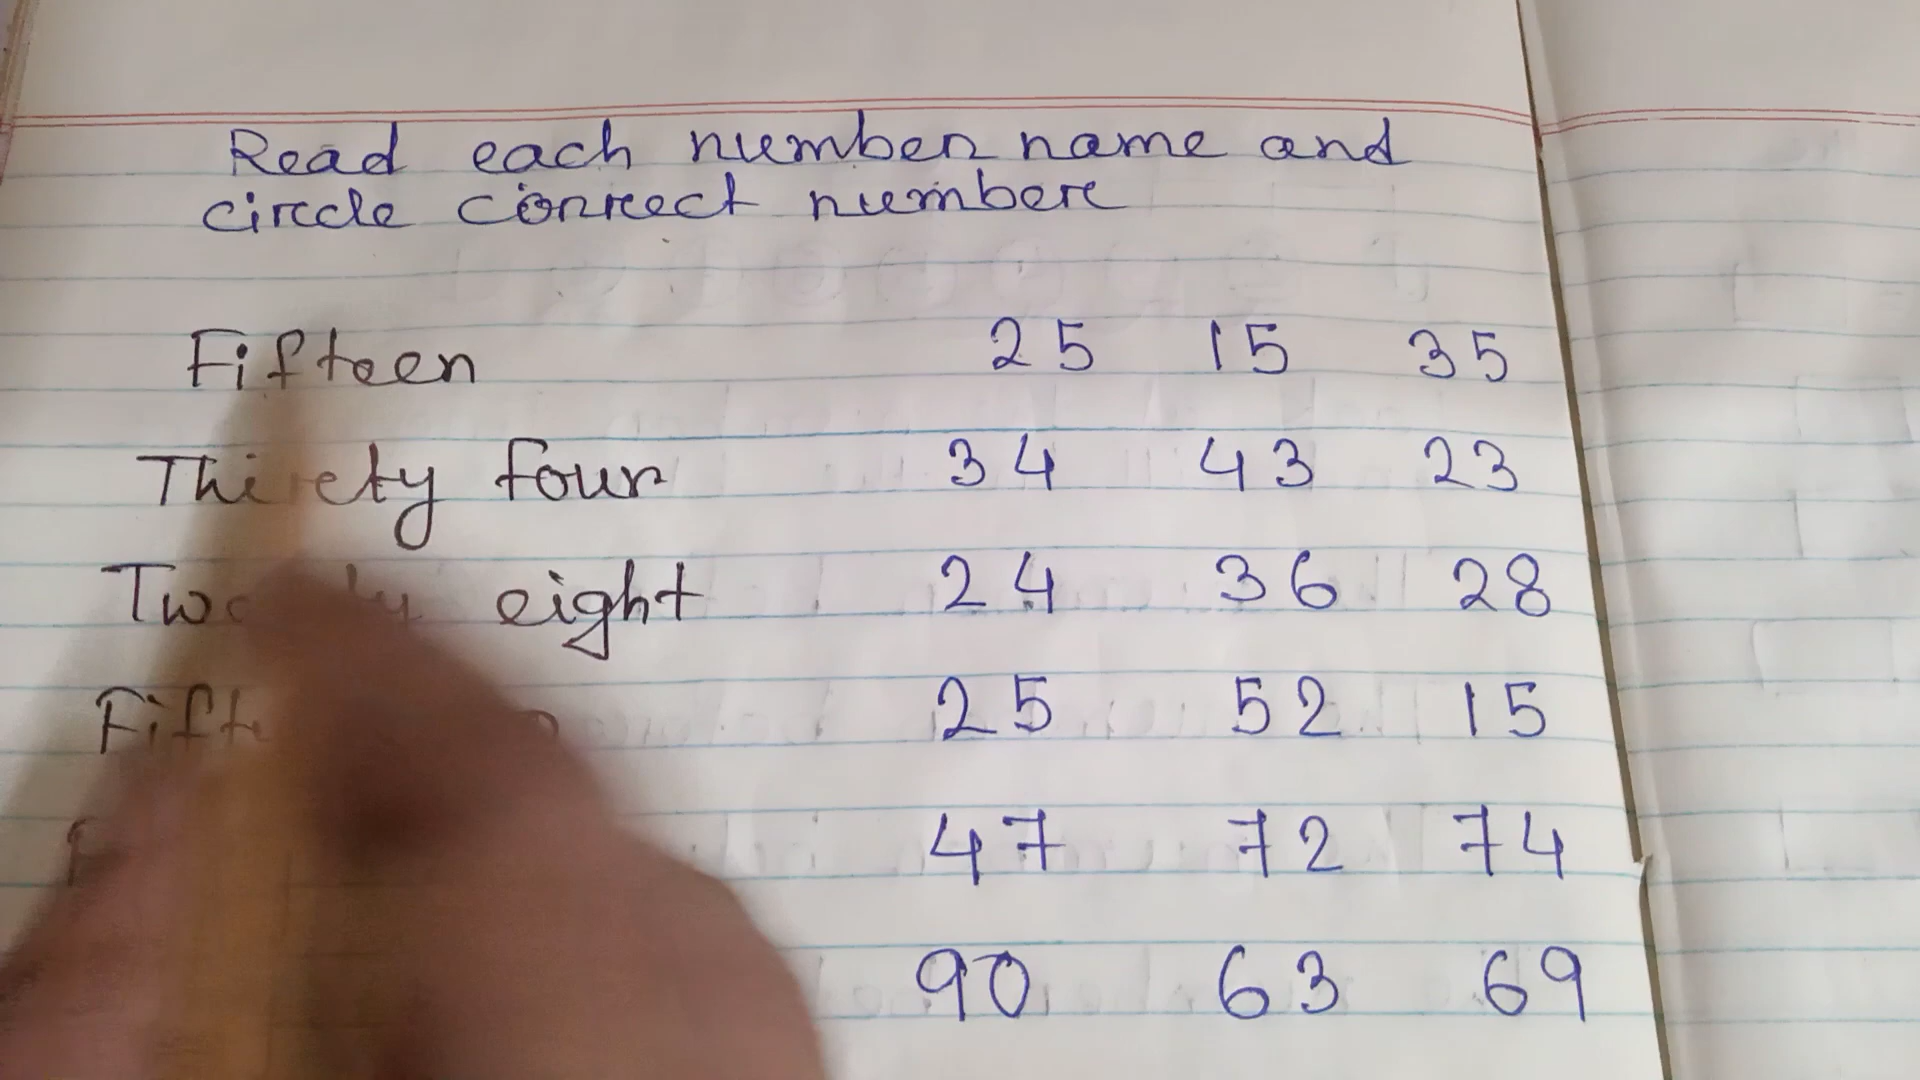 Read each number name and
circle correct number
Fifteen 25 15 35
four 34 43 23
eight 24 36 28
25 52 15
47 72 74
90 63 69